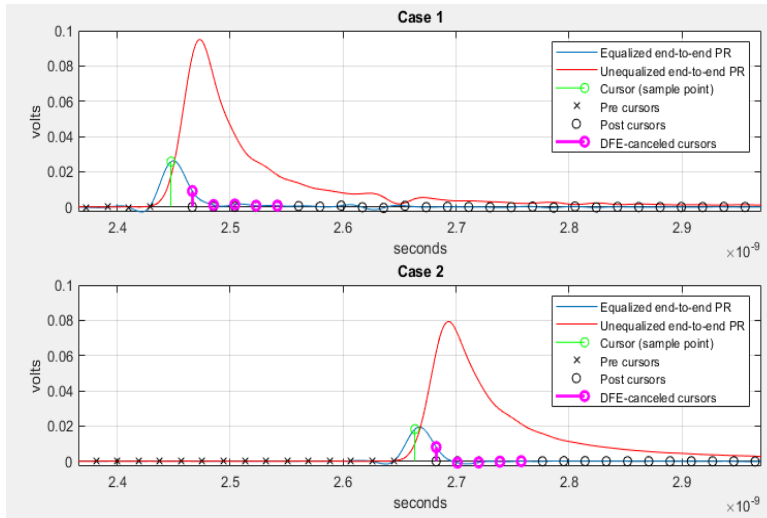 Case 1
0.1
0.08
0.06
0.04
0.02
0
volts
Equalized end-to-end PR
Unequalized end-to-end PR
Cursor (sample point)
Pre cursors
Post cursors
DFE-canceled cursors
2.4 2.5 2.6 2.7 2.8 2.9
seconds
×10⁻⁹
Case 2
0.1
0.08
0.06
0.04
0.02
0
volts
Equalized end-to-end PR
Unequalized end-to-end PR
Cursor (sample point)
Pre cursors
Post cursors
DFE-canceled cursors
2.4 2.5 2.6 2.7 2.8 2.9
seconds
×10⁻⁹